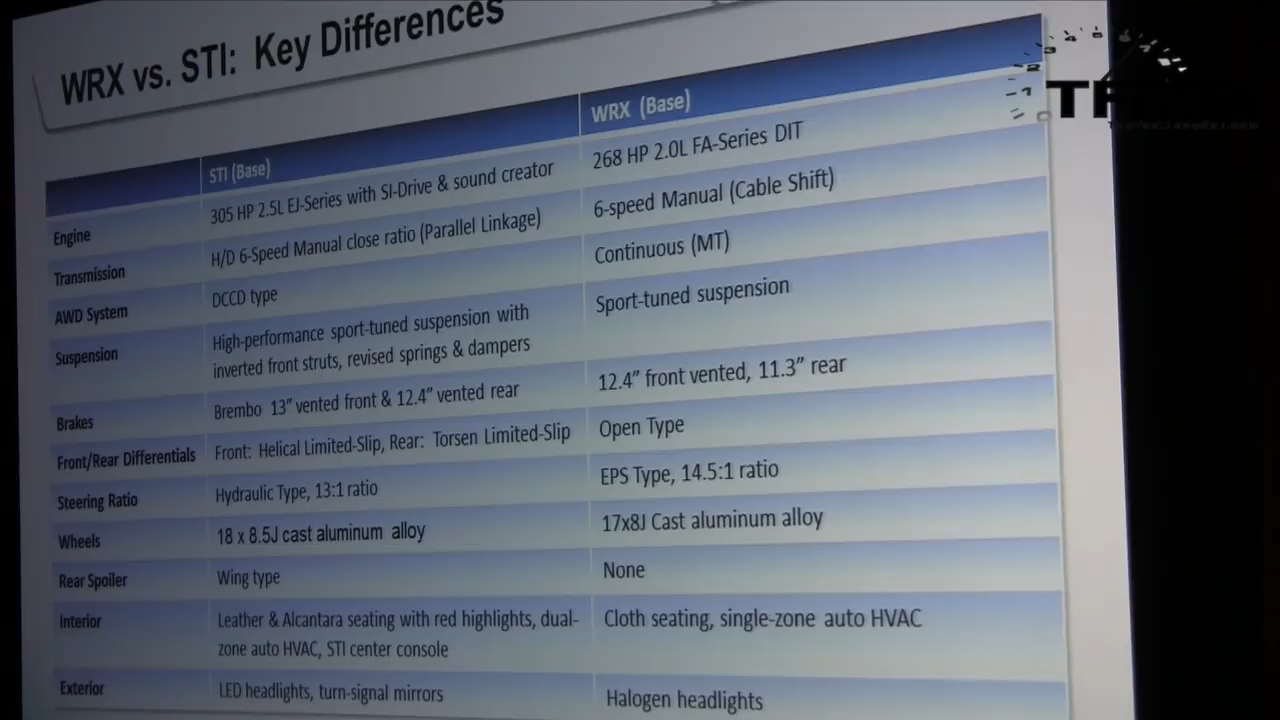 WRX vs. STI: Key Differences
STI (Base) WRX (Base)
Engine 305 HP 2.5L EJ-Series with SI-Drive & sound creator 268 HP 2.0L FA-Series DIT
Transmission H/D 6-Speed Manual close ratio (Parallel Linkage) 6-speed Manual (Cable Shift)
AWD System DCCD type Continuous (MT)
Suspension High-performance sport-tuned suspension with Sport-tuned suspension
inverted front struts, revised springs & dampers
Brakes Brembo 13” vented front & 12.4” vented rear 12.4” front vented, 11.3” rear
Front/Rear Differentials Front: Helical Limited-Slip, Rear: Torsen Limited-Slip Open Type
Steering Ratio Hydraulic Type, 13:1 ratio EPS Type, 14.5:1 ratio
Wheels 18 x 8.5J cast aluminum alloy 17x8J Cast aluminum alloy
Rear Spoiler Wing type None
Interior Leather & Alcantara seating with red highlights, dual- Cloth seating, single-zone auto HVAC
zone auto HVAC, STI center console
Exterior LED headlights, turn-signal mirrors Halogen headlights